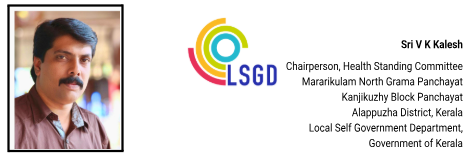 LSGD
Sri V K Kalesh
Chairperson, Health Standing Committee
Mararikulam North Grama Panchayat
Kanjikuzhy Block Panchayat
Alappuzha District, Kerala
Local Self Government Department,
Government of Kerala